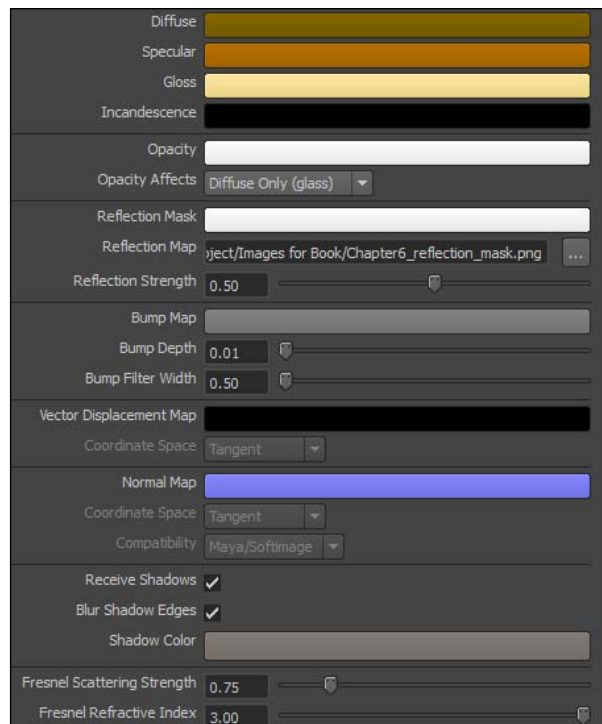 Diffuse
Specular
Gloss
Incandescence
Opacity
Opacity Affects Diffuse Only (glass)
Reflection Mask
Reflection Map oject/Images for Book/Chapter6_reflection_mask.png ...
Reflection Strength 0.50
Bump Map
Bump Depth 0.01
Bump Filter Width 0.50
Vector Displacement Map
Coordinate Space Tangent
Normal Map
Coordinate Space Tangent
Compatibility Maya/Softimage
Receive Shadows
Blur Shadow Edges
Shadow Color
Fresnel Scattering Strength 0.75
Fresnel Refractive Index 3.00